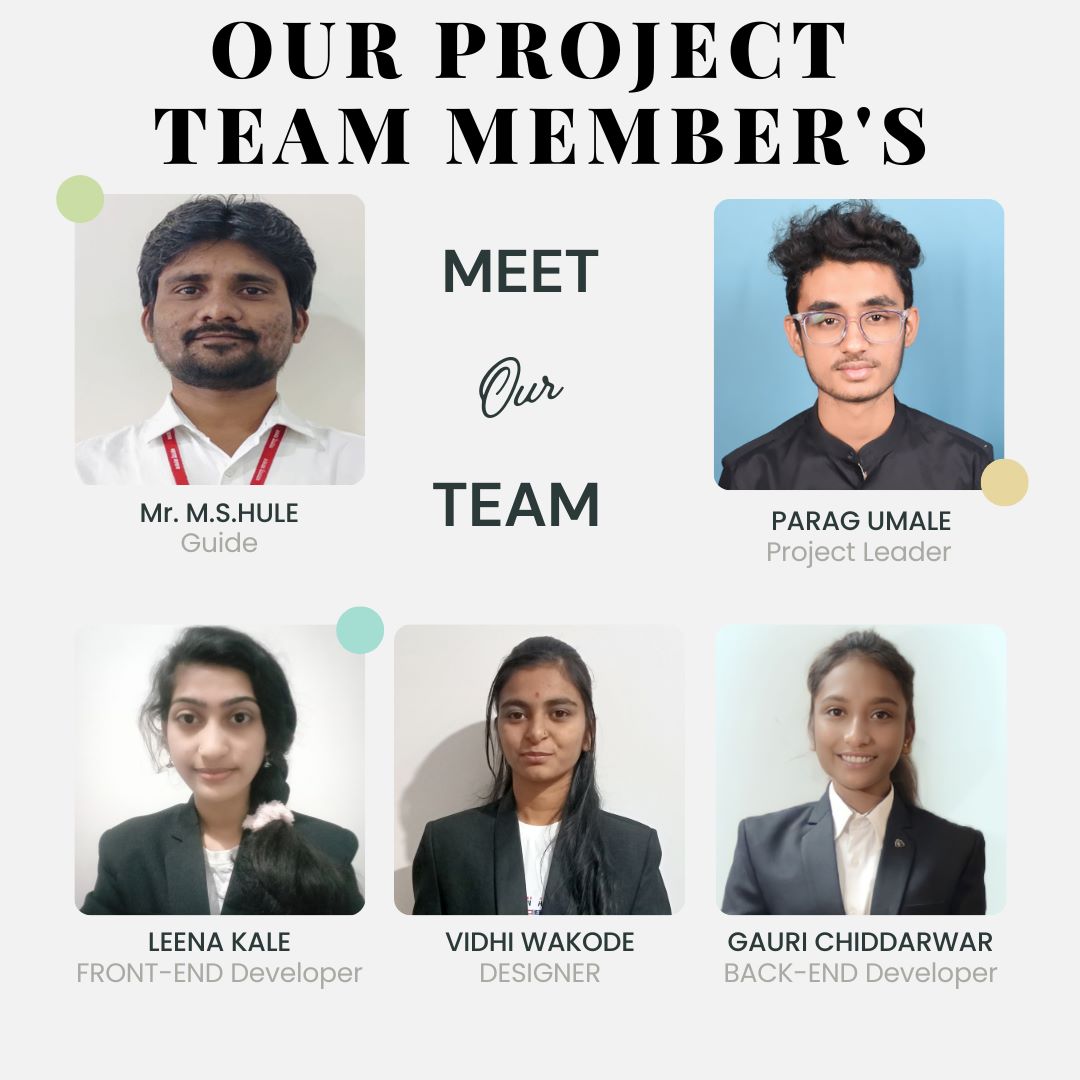 OUR PROJECT
TEAM MEMBER'S
MEET
Our
TEAM
Mr. M.S.HULE
Guide
PARAG UMALE
Project Leader
LEENA KALE
FRONT-END Developer
VIDHI WAKODE
DESIGNER
GAURI CHIDDARWAR
BACK-END Developer